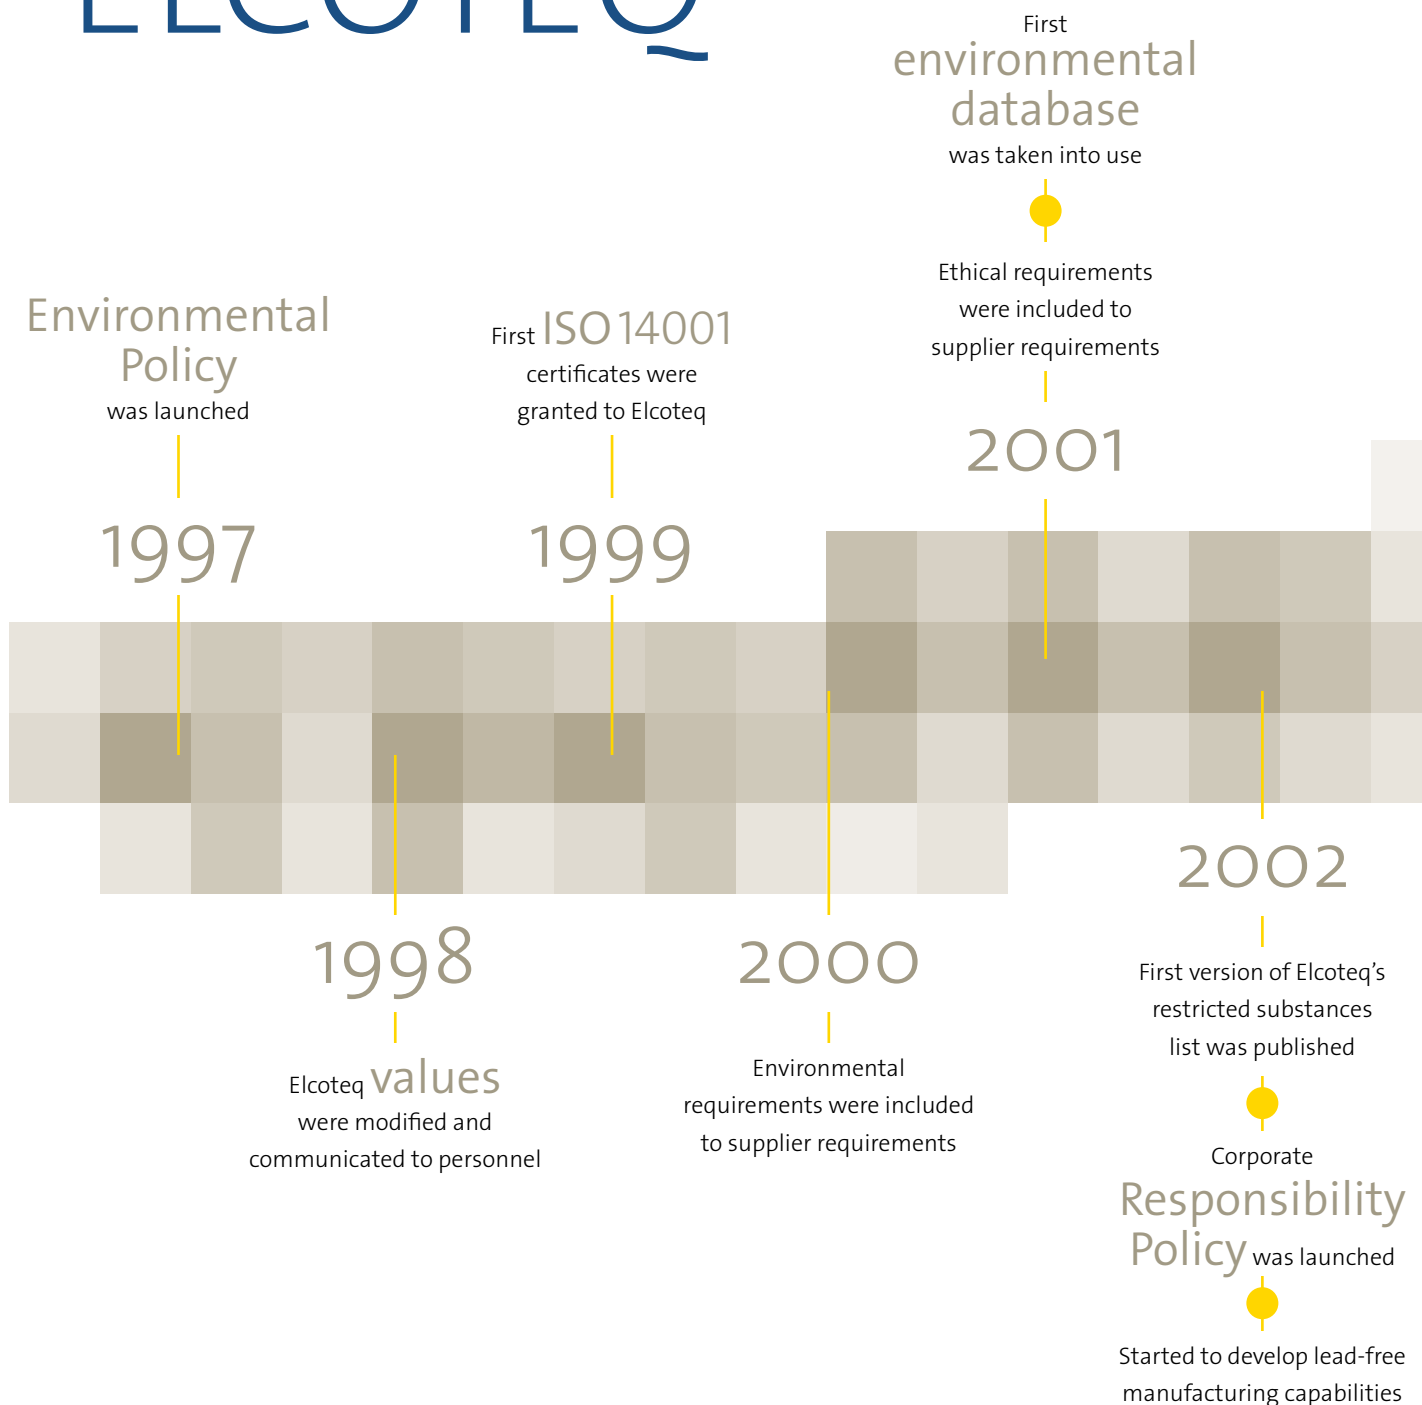 ELCOTEQ
First
environmental
database
was taken into use
Ethical requirements
were included to
supplier requirements
2001
Environmental
Policy
was launched
1997
First ISO 14001
certificates were
granted to Elcoteq
1999
1998
Elcoteq values
were modified and
communicated to personnel
2000
Environmental
requirements were included
to supplier requirements
2002
First version of Elcoteq’s
restricted substances
list was published
Corporate
Responsibility
Policy was launched
Started to develop lead-free
manufacturing capabilities